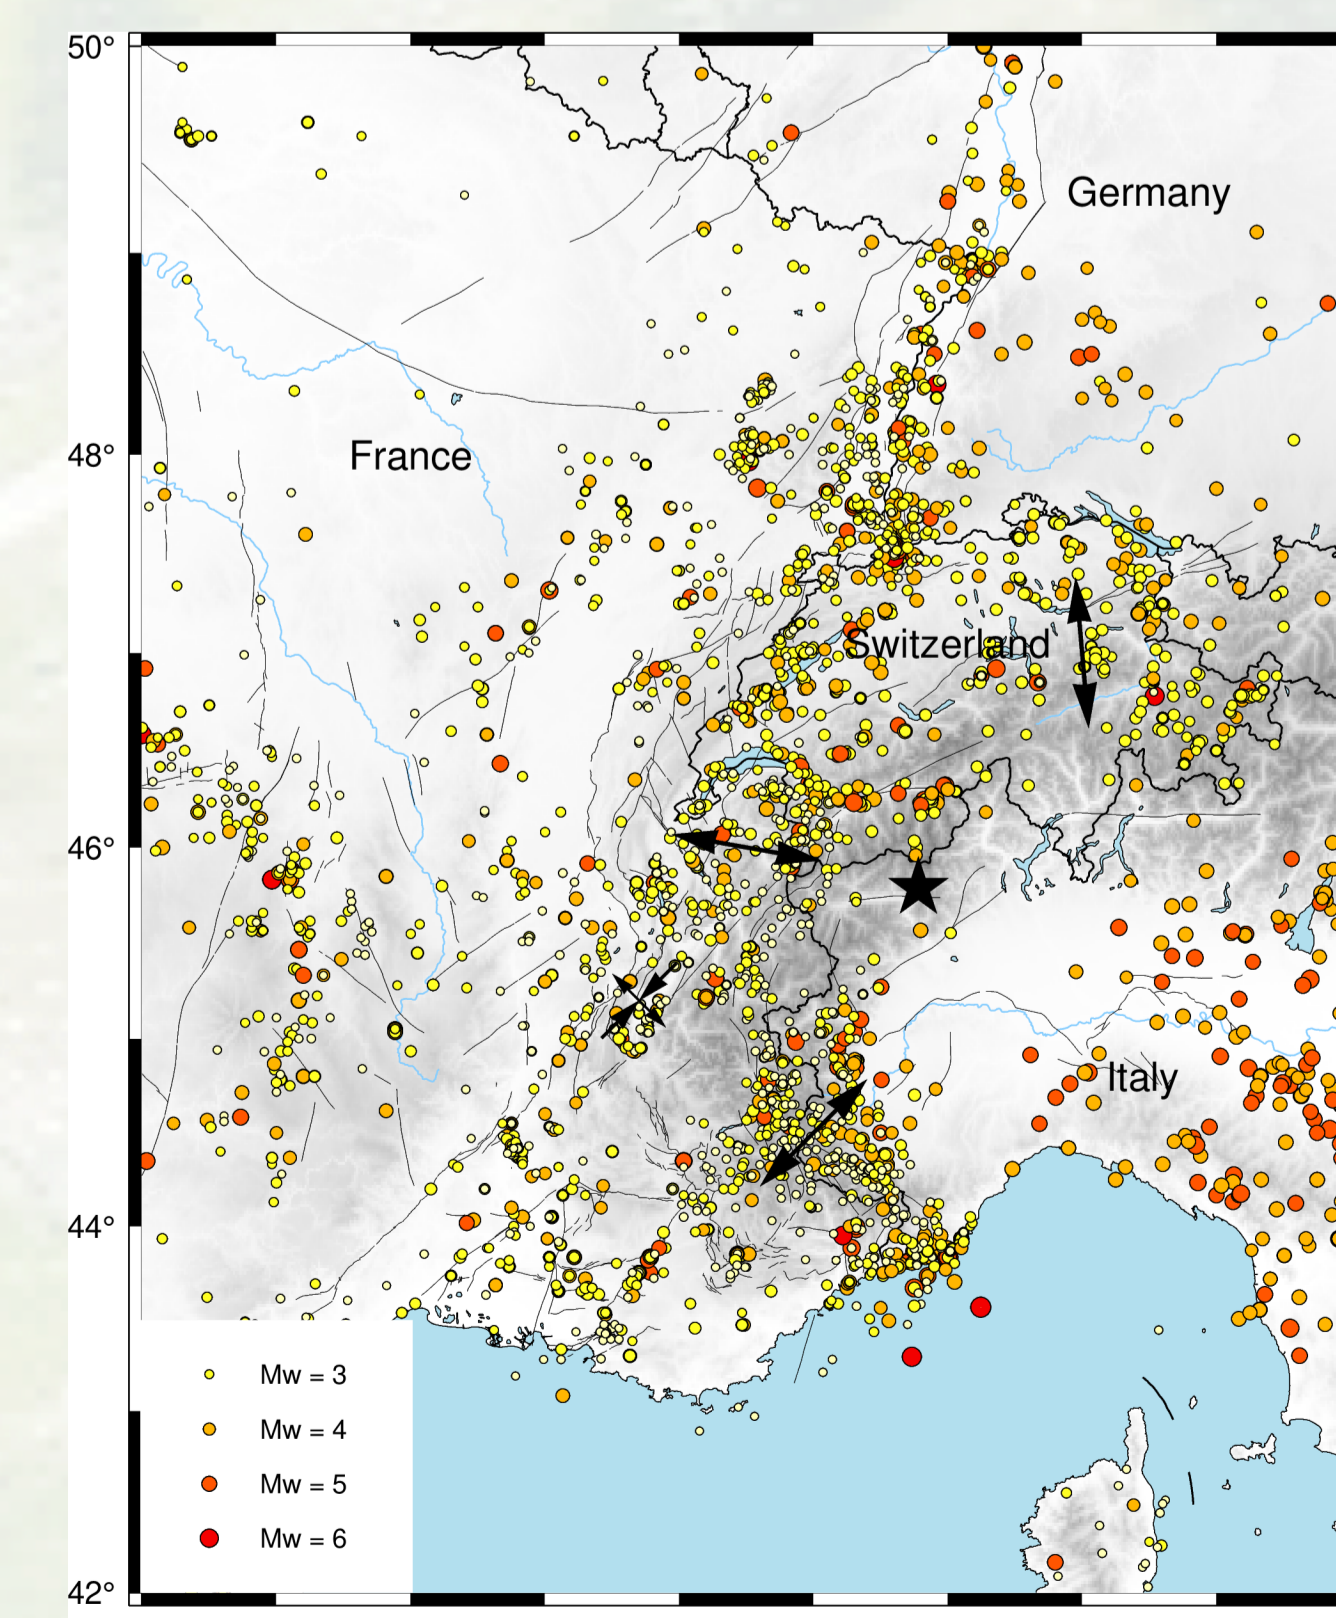 50°
Germany
France
48°
Switzerland
46°
Italy
44°
Mw = 3
Mw = 4
Mw = 5
Mw = 6
42°